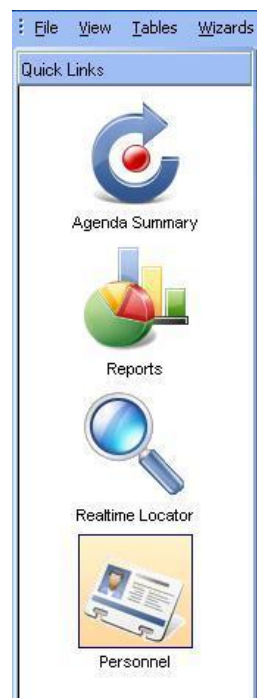 File View Tables Wizards
Quick Links
Agenda Summary
Reports
Realtime Locator
Personnel